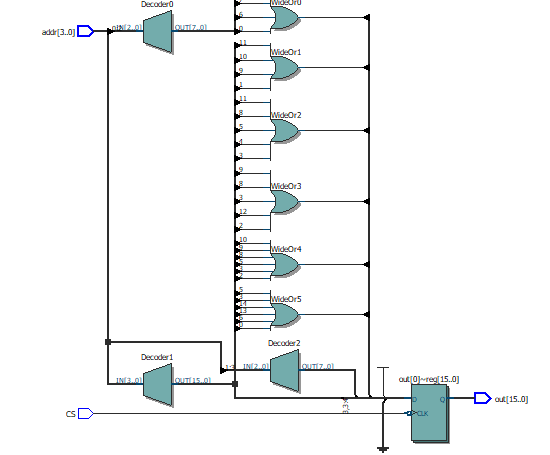 Decoder0
WideOr0
addr[3..0]
IN[2..0]
OUT[7..0]
6
0
11
WideOr1
10
9
1
11
WideOr2
8
5
4
3
9
WideOr3
8
3
12
2
10
WideOr4
9
8
5
3
2
5
WideOr5
3
14
13
6
0
Decoder2
Decoder1
1:3
IN[2..0]
OUT[7..0]
IN[3..0]
OUT[15..0]
out[0]~reg[15..0]
D
Q
out[15..0]
CS
CLK